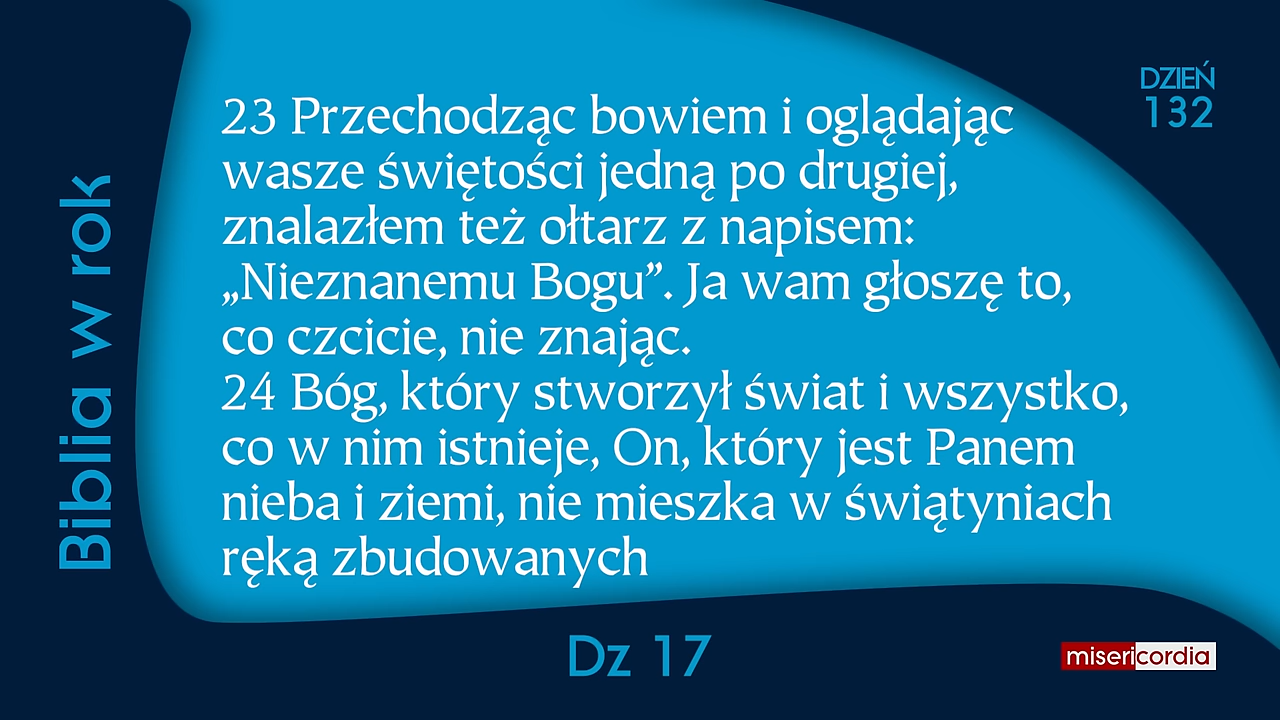 Biblia w rok
DZIEŃ
132
23 Przechodząc bowiem i oglądając
wasze świętości jedną po drugiej,
znalazłem też ołtarz z napisem:
„Nieznanemu Bogu”. Ja wam głoszę to,
co czcicie, nie znając.
24 Bóg, który stworzył świat i wszystko,
co w nim istnieje, On, który jest Panem
nieba i ziemi, nie mieszka w świątyniach
ręką zbudowanych
Dz 17
misericordia